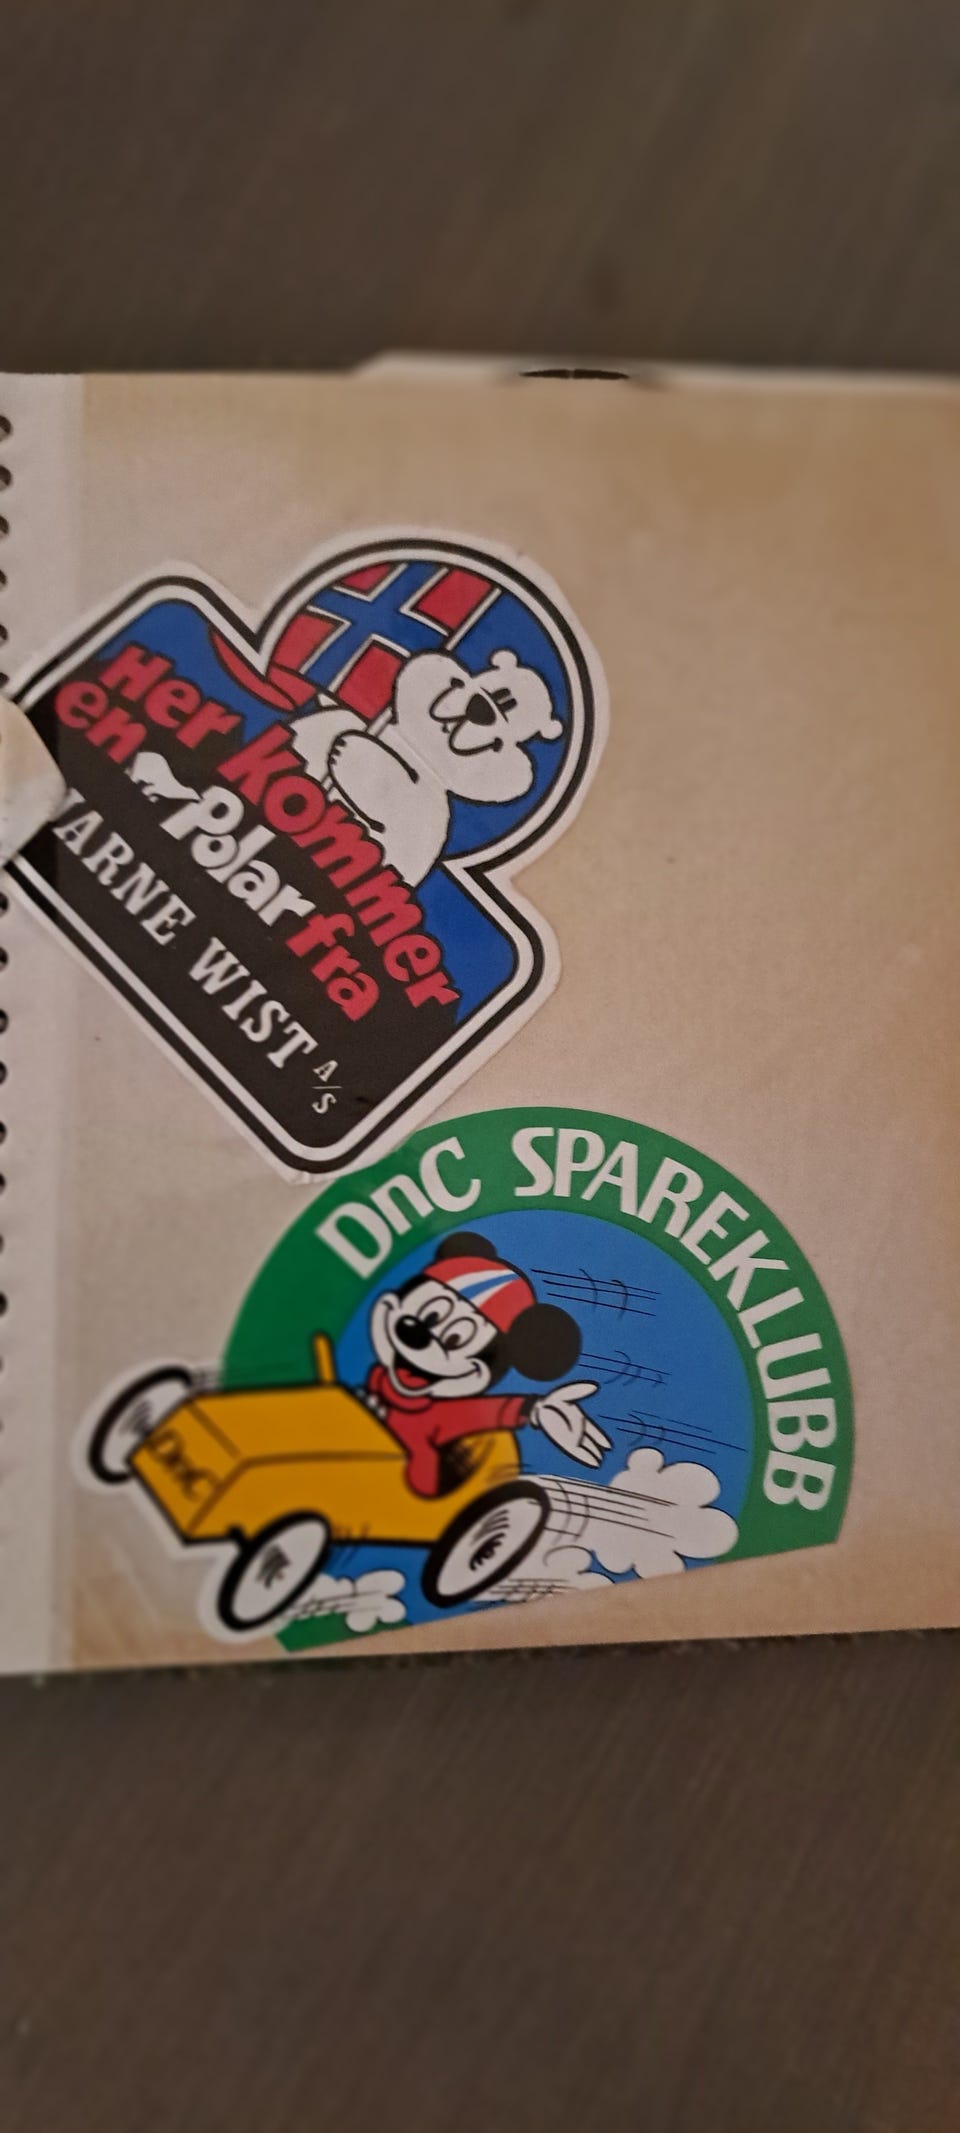 Her kommer
en Polar fra
ARNE WIST A/S
DnC SPAREKLUBB
DnC